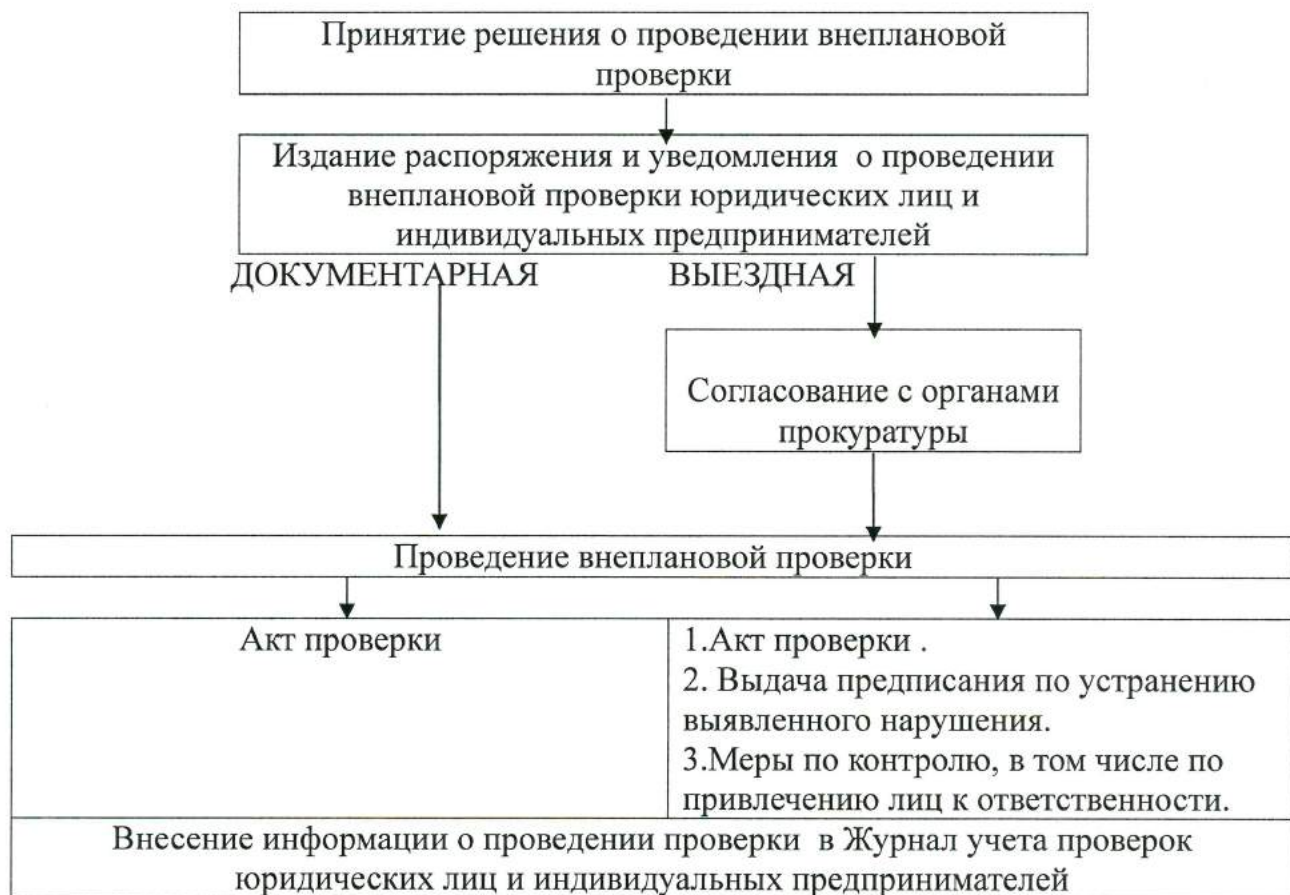 Принятие решения о проведении внеплановой
проверки
Издание распоряжения и уведомления о проведении
внеплановой проверки юридических лиц и
индивидуальных предпринимателей
ДОКУМЕНТАРНАЯ ВЫЕЗДНАЯ
Согласование с органами
прокуратуры
Проведение внеплановой проверки
Акт проверки
1.Акт проверки .
2. Выдача предписания по устранению
выявленного нарушения.
3.Меры по контролю, в том числе по
привлечению лиц к ответственности.
Внесение информации о проведении проверки в Журнал учета проверок
юридических лиц и индивидуальных предпринимателей